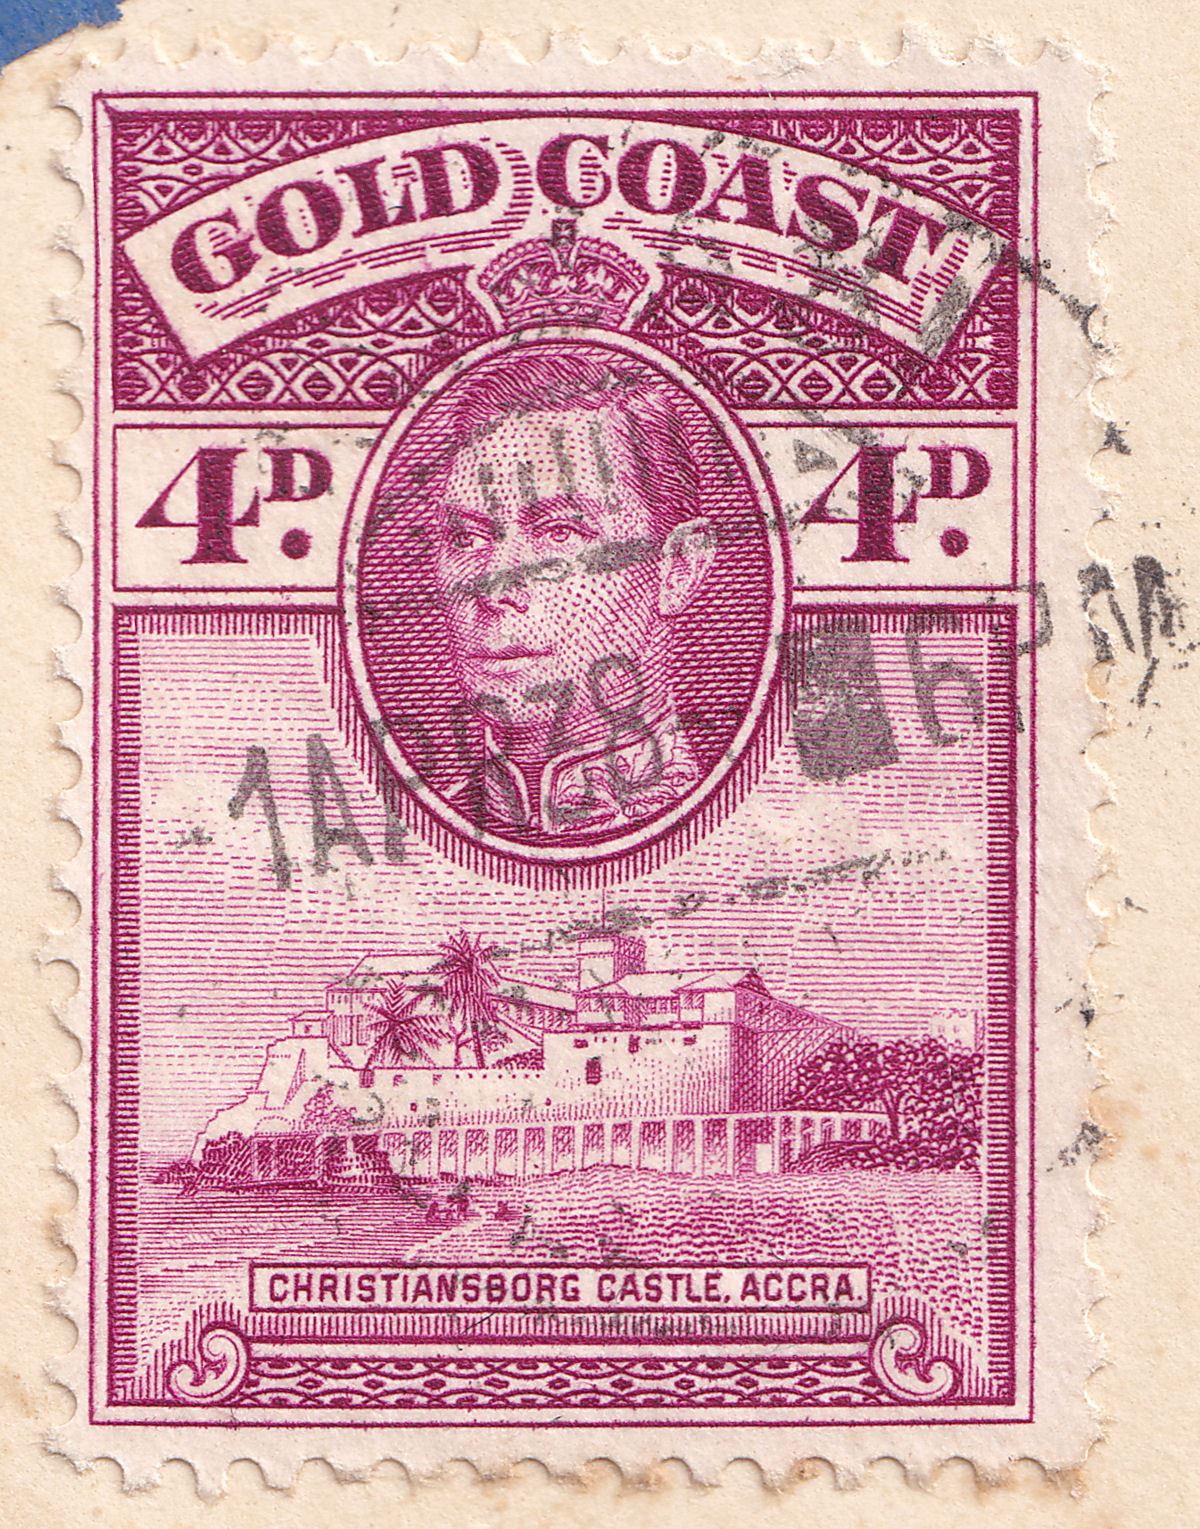 GOLD COAST
4D. 4D.
CHRISTIANSBORG CASTLE, ACCRA.